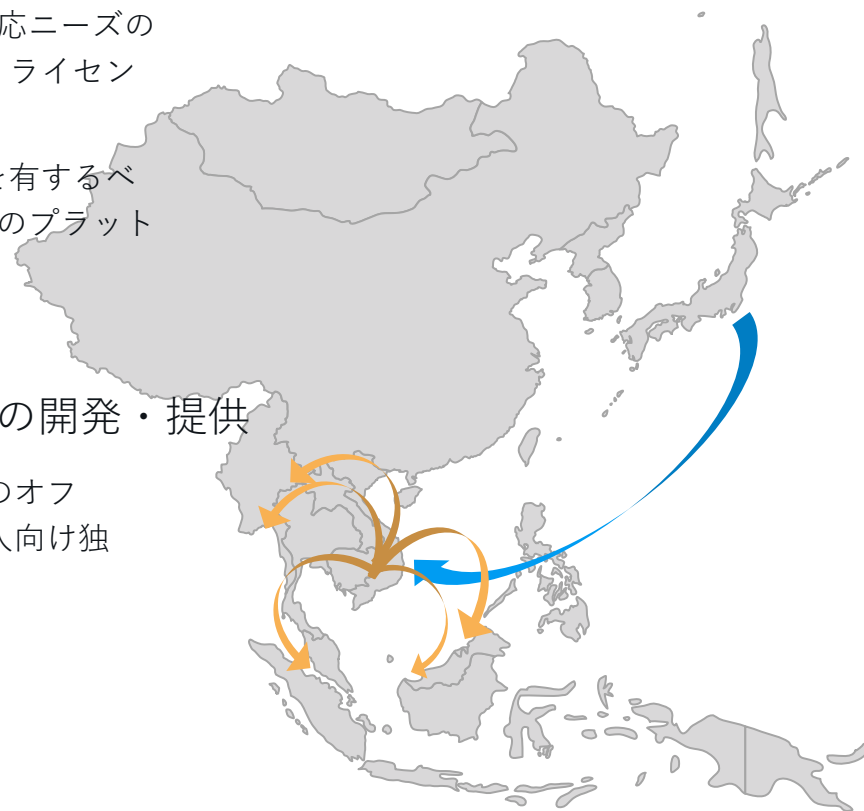 応ニーズの
ライセン
を有するベ
のプラット
の開発・提供
のオフ
人向け独